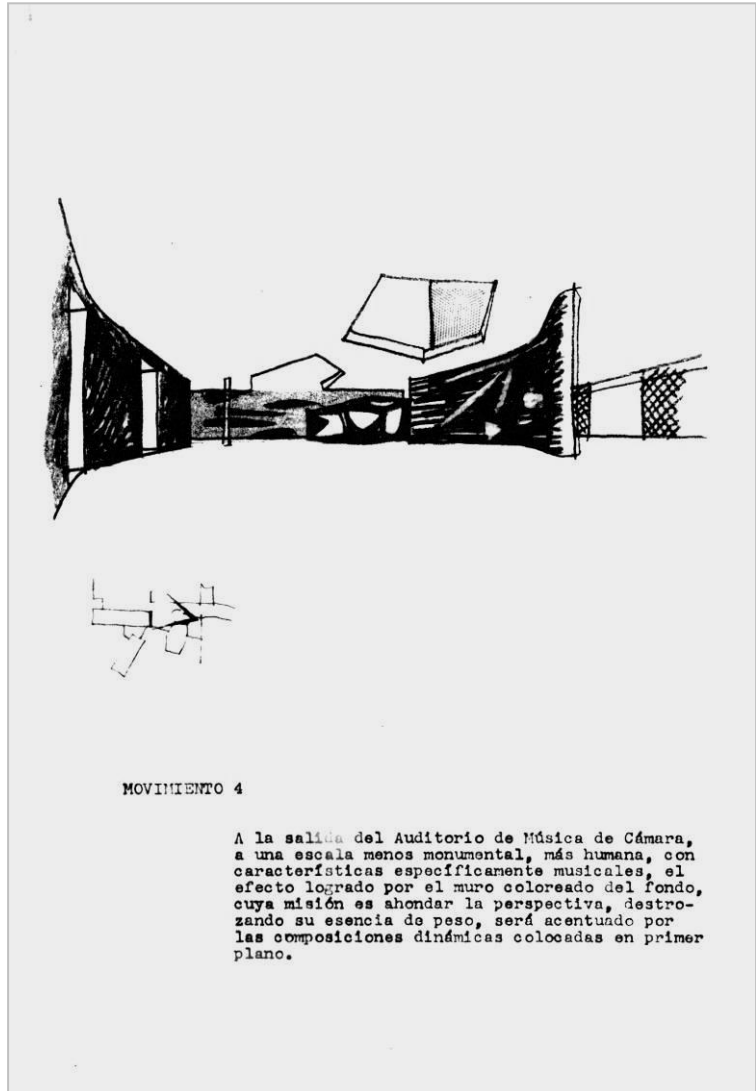 MOVIMIENTO 4
A la salida del Auditorio de Música de Cámara,
a una escala menos monumental, más humana, con
características específicamente musicales, el
efecto logrado por el muro coloreado del fondo,
cuya misión es ahondar la perspectiva, destro-
zando su esencia de peso, será acentuado por
las composiciones dinámicas colocadas en primer
plano.